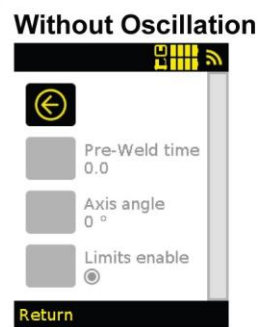 Without Oscillation
Pre-Weld time
0.0
Axis angle
0 °
Limits enable
Return